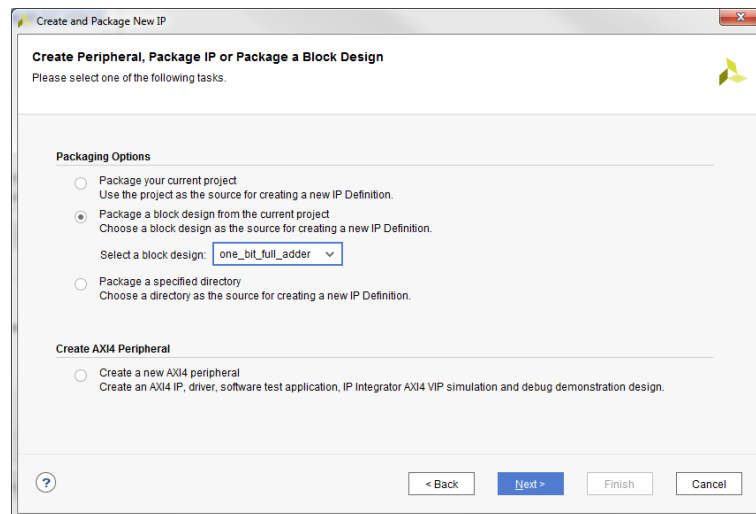 Create and Package New IP
Create Peripheral, Package IP or Package a Block Design
Please select one of the following tasks.
Packaging Options
Package your current project
Use the project as the source for creating a new IP Definition.
Package a block design from the current project
Choose a block design as the source for creating a new IP Definition.
Select a block design: one_bit_full_adder
Package a specified directory
Choose a directory as the source for creating a new IP Definition.
Create AXI4 Peripheral
Create a new AXI4 peripheral
Create an AXI4 IP, driver, software test application, IP Integrator AXI4 VIP simulation and debug demonstration design.
? < Back Next > Finish Cancel